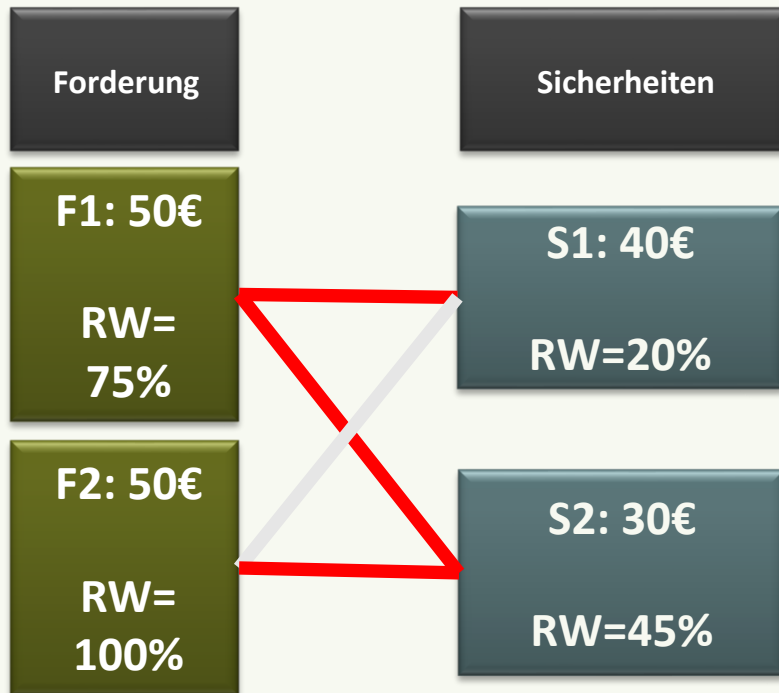 Forderung
Sicherheiten
F1: 50€
RW=
75%
S1: 40€
RW=20%
F2: 50€
RW=
100%
S2: 30€
RW=45%